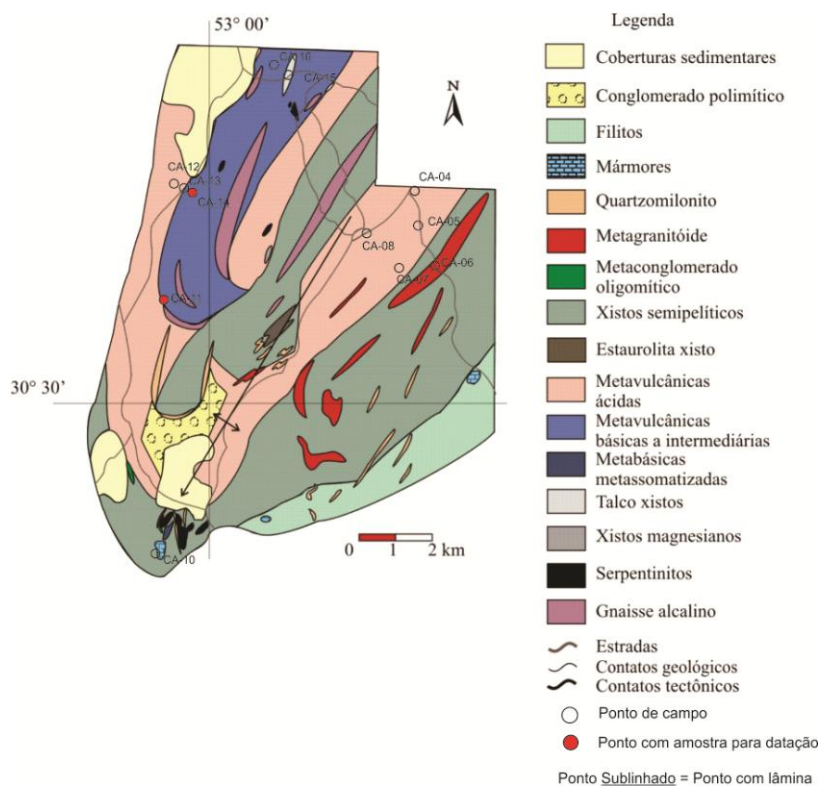 53° 00’
Legenda
Coberturas sedimentares
Conglomerado polimítico
Filitos
Mármores
Quartzomilonito
Metagranitóide
Metaconglomerado
oligomítico
Xistos semipelíticos
Estaurolita xisto
Metavulcânicas
ácidas
Metavulcânicas
básicas a intermediárias
Metabásicas
metassomatizadas
Talco xistos
Xistos magnesianos
Serpentinitos
Gnaisse alcalino
Estradas
Contatos geológicos
Contatos tectônicos
Ponto de campo
Ponto com amostra para datação
Ponto Sublinhado = Ponto com lâmina
N
CA-16
CA-15
CA-12
CA-13
CA-14
CA-04
CA-05
CA-08
CA-06
CA-07
CA-11
30° 30’
CA-10
0 1 2 km